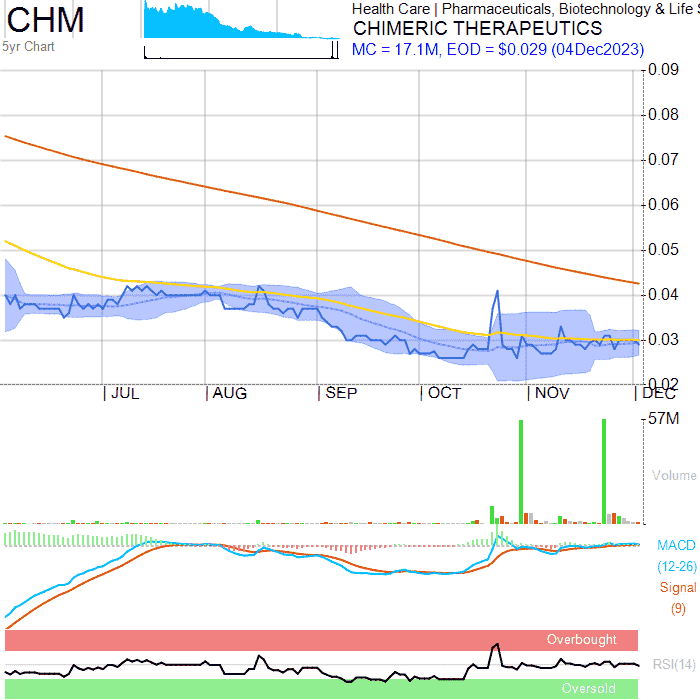 CHM
5yr Chart
Health Care | Pharmaceuticals, Biotechnology & Life S
CHIMERIC THERAPEUTICS
MC = 17.1M, EOD = $0.029 (04Dec2023)
0.09
0.08
0.07
0.06
0.05
0.04
0.03
0.02
JUL AUG SEP OCT NOV DEC
57M
Volume
MACD
(12-26)
Signal
(9)
Overbought
RSI(14)
Oversold